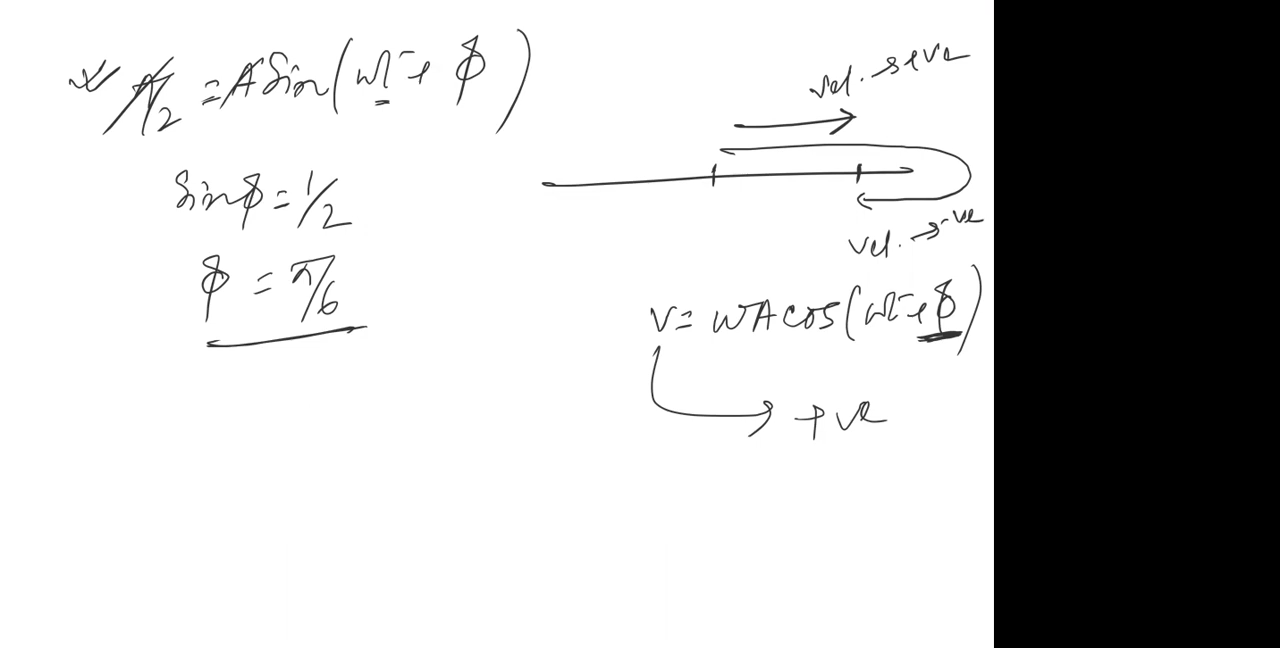 A/2 = A Sin(ωt + φ)
Sinφ = 1/2
φ = π/6
vel. → +ve
vel. → -ve
V = ωA cos(ωt + φ)
+ve